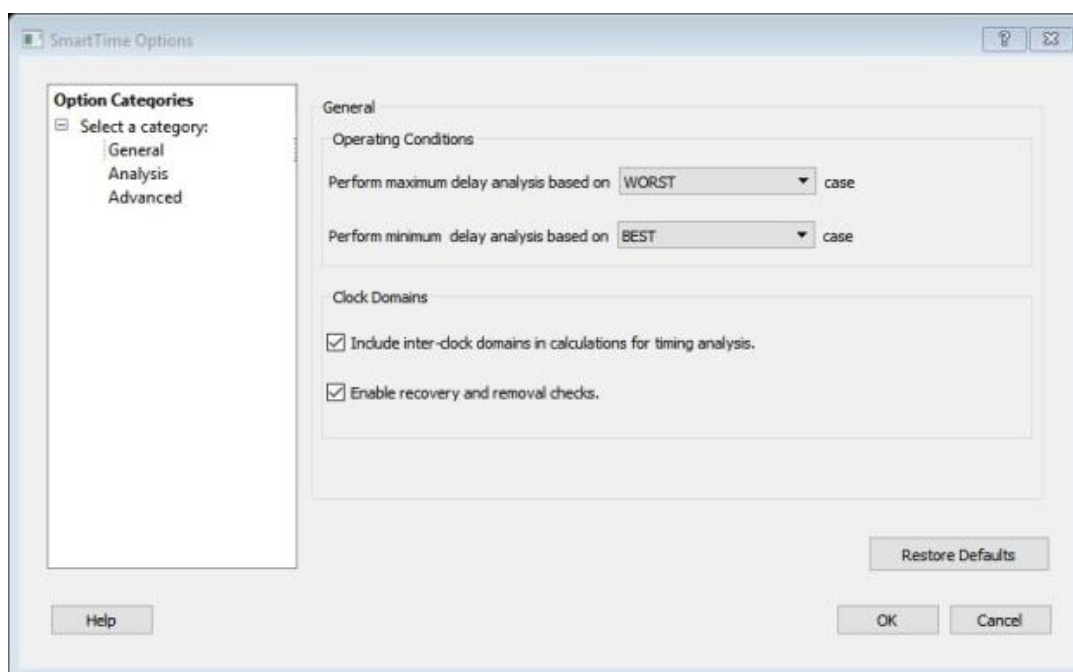 SmartTime Options
Option Categories
Select a category:
General
Analysis
Advanced
General
Operating Conditions
Perform maximum delay analysis based on WORST case
Perform minimum delay analysis based on BEST case
Clock Domains
Include inter-clock domains in calculations for timing analysis.
Enable recovery and removal checks.
Restore Defaults
Help OK Cancel